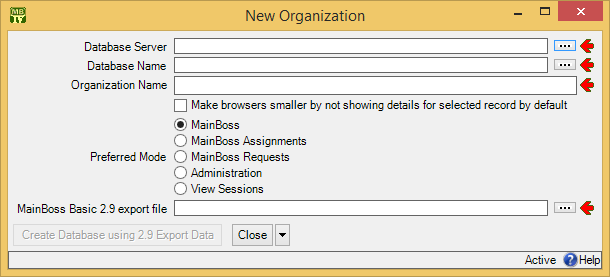 MB
New Organization
Database Server ...
Database Name ...
Organization Name
Make browsers smaller by not showing details for selected record by default
MainBoss
MainBoss Assignments
Preferred Mode MainBoss Requests
Administration
View Sessions
MainBoss Basic 2.9 export file ...
Create Database using 2.9 Export Data Close
Active ? Help